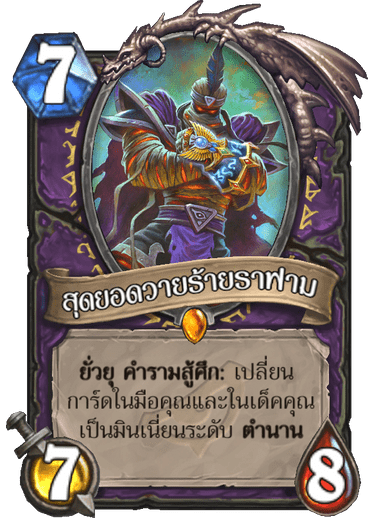 7
สุดยอดวายร้ายราฟาม
ยั่วยุ คำรามสู้ศึก: เปลี่ยน
การ์ดในมือคุณและในเด็คคุณ
เป็นมินเนี่ยนระดับ ตำนาน
7
8